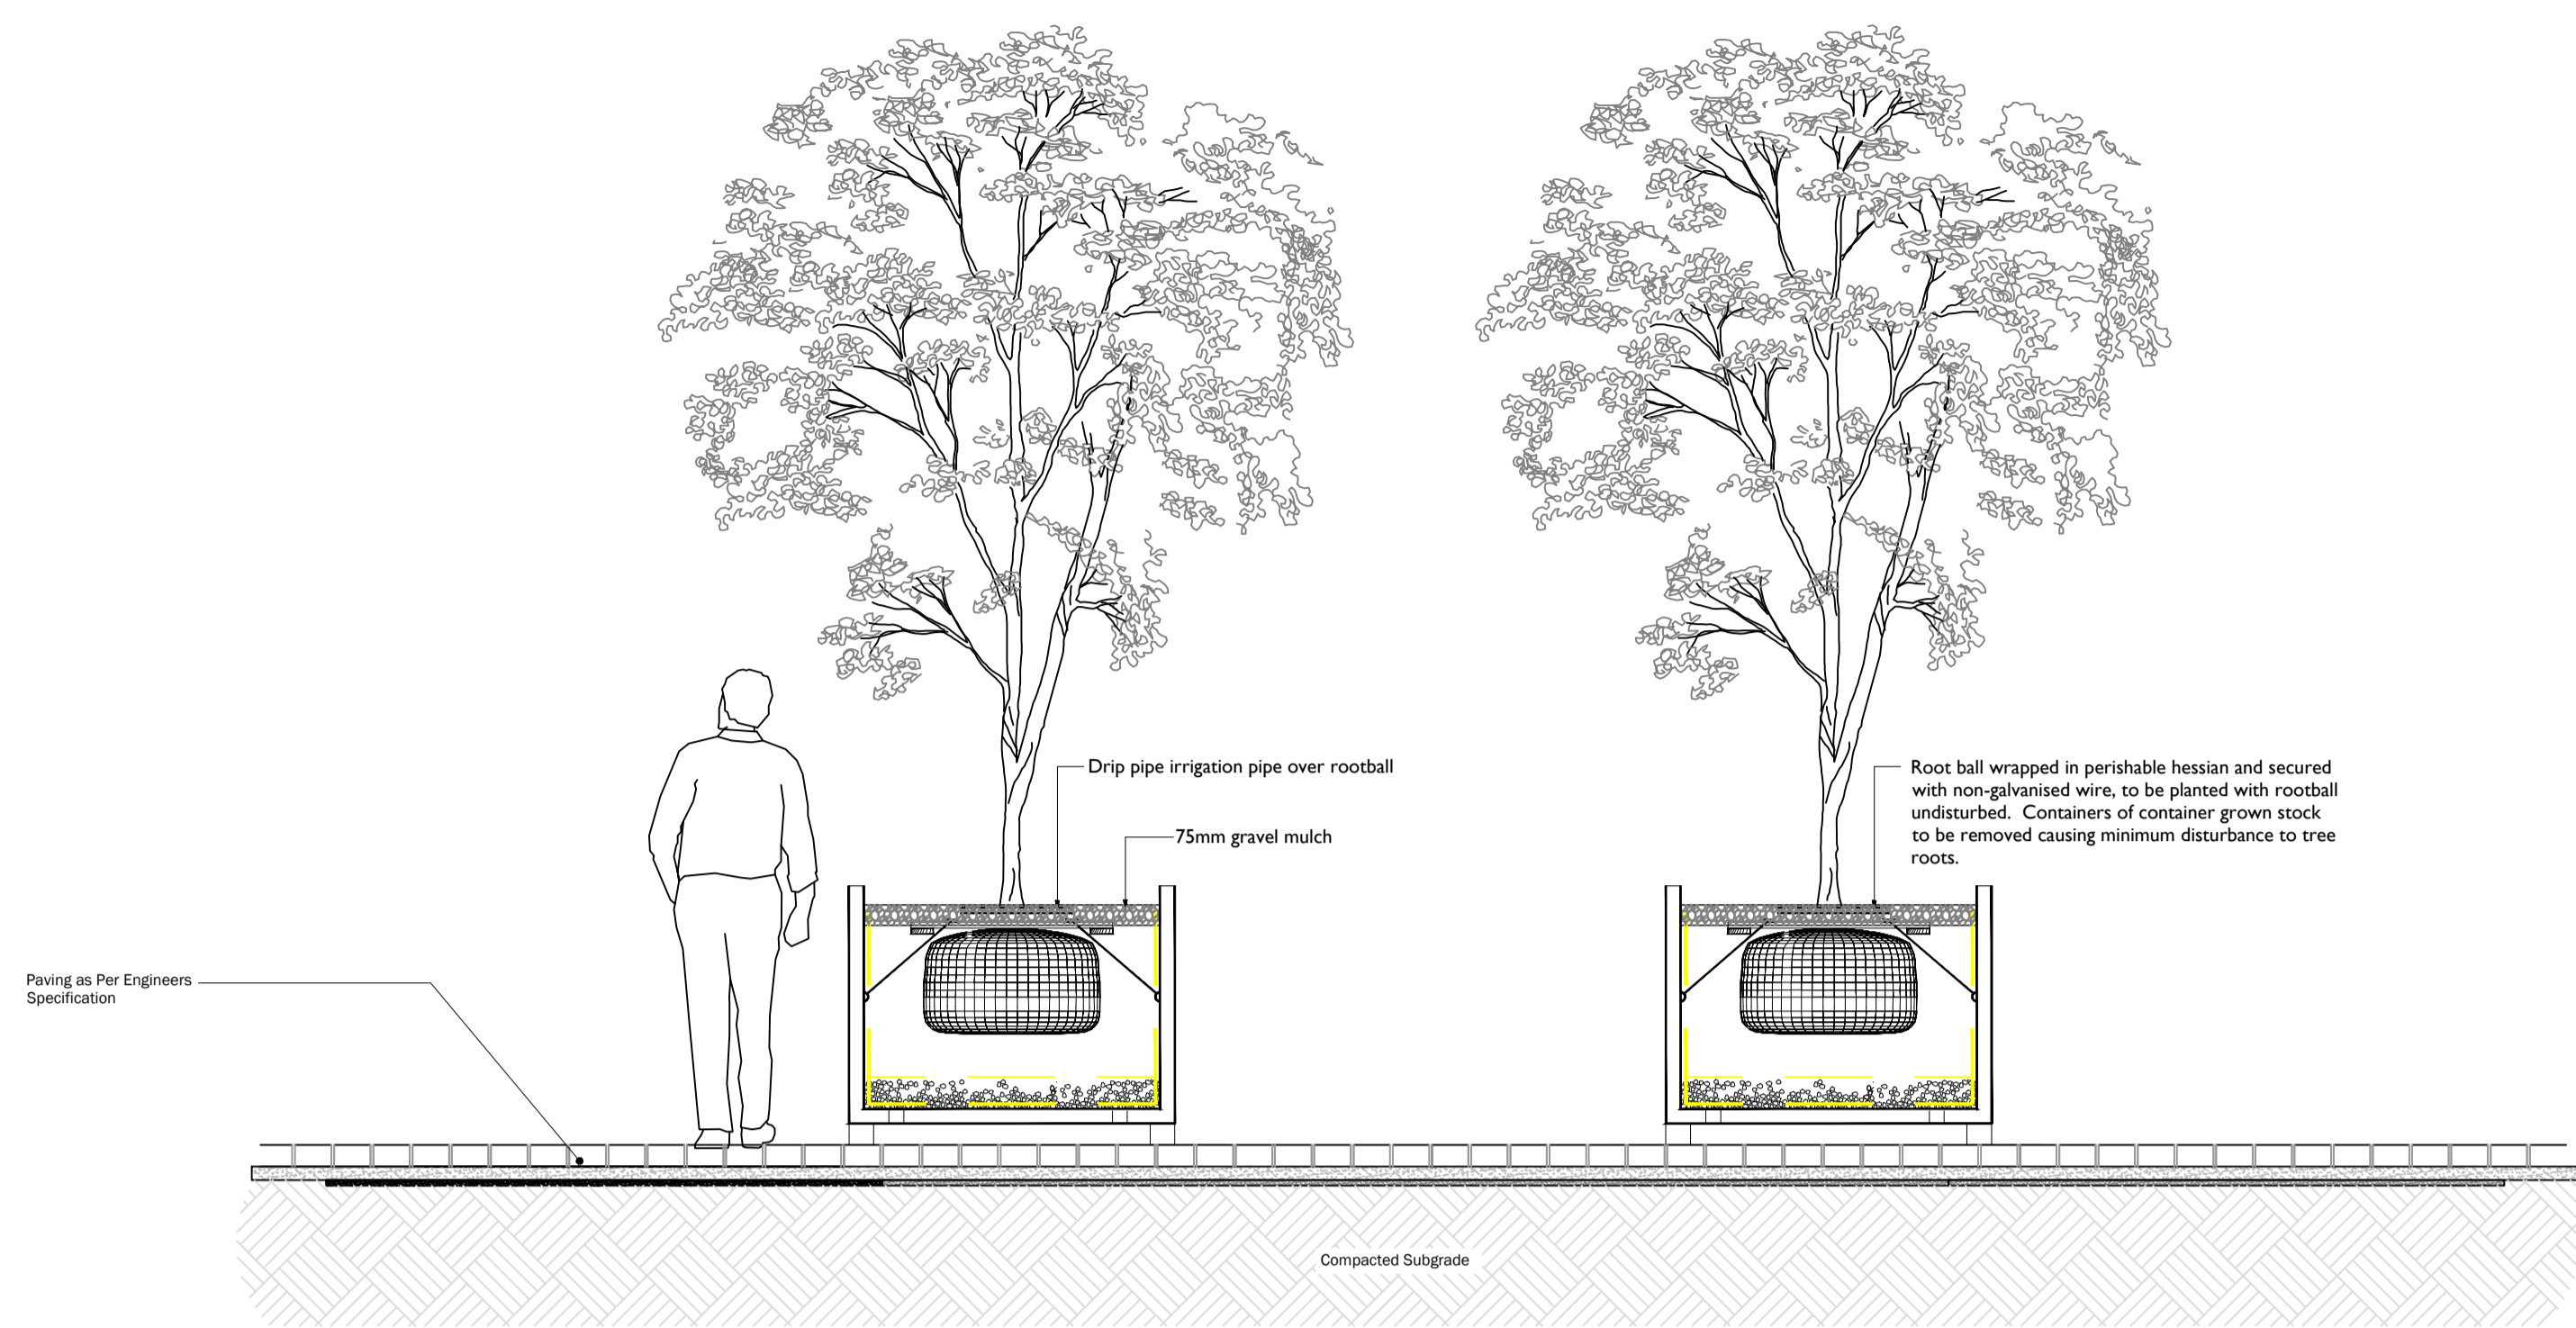 Drip pipe irrigation pipe over rootball
75mm gravel mulch
Root ball wrapped in perishable hessian and secured
with non-galvanised wire, to be planted with rootball
undisturbed. Containers of container grown stock
to be removed causing minimum disturbance to tree
roots.
Paving as Per Engineers
Specification
Compacted Subgrade